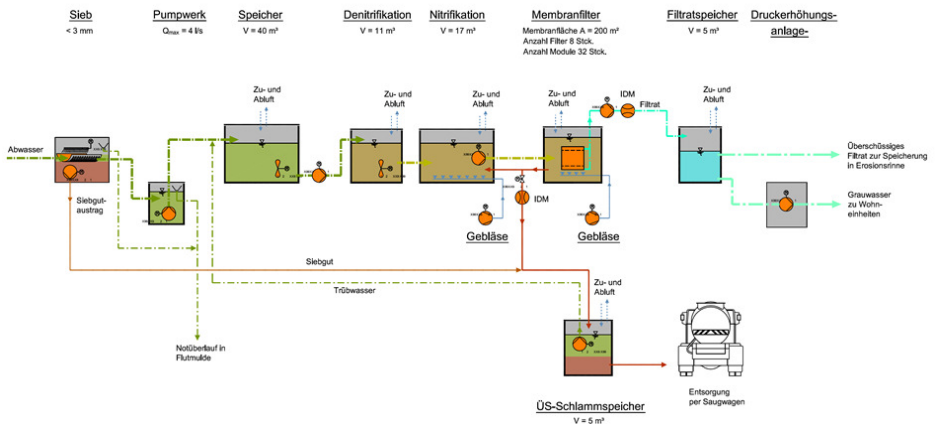 Sieb
< 3 mm
Pumpwerk
Qmax = 4 l/s
Speicher
V = 40 m³
Denitrifikation
V = 11 m³
Nitrifikation
V = 17 m³
Membranfilter
Membranfläche A = 200 m²
Anzahl Filter 8 Stck.
Anzahl Module 32 Stck.
Filtratspeicher
V = 5 m³
Druckerhöhungs-
anlage-
Zu- und
Abluft
Zu- und
Abluft
Zu- und
Abluft
Zu- und
Abluft
IDM
Filtrat
Zu- und
Abluft
Abwasser
Überschüssiges
Filtrat zur Speicherung
in Erosionsrinne
Siebgut-
austrag
IDM
Grauwasser
zu Wohn-
einheiten
Gebläse
Gebläse
Siebgut
Trübwasser
Zu- und
Abluft
Notüberlauf in
Flutmulde
Entsorgung
per Saugwagen
ÜS-Schlammspeicher
V = 5 m³